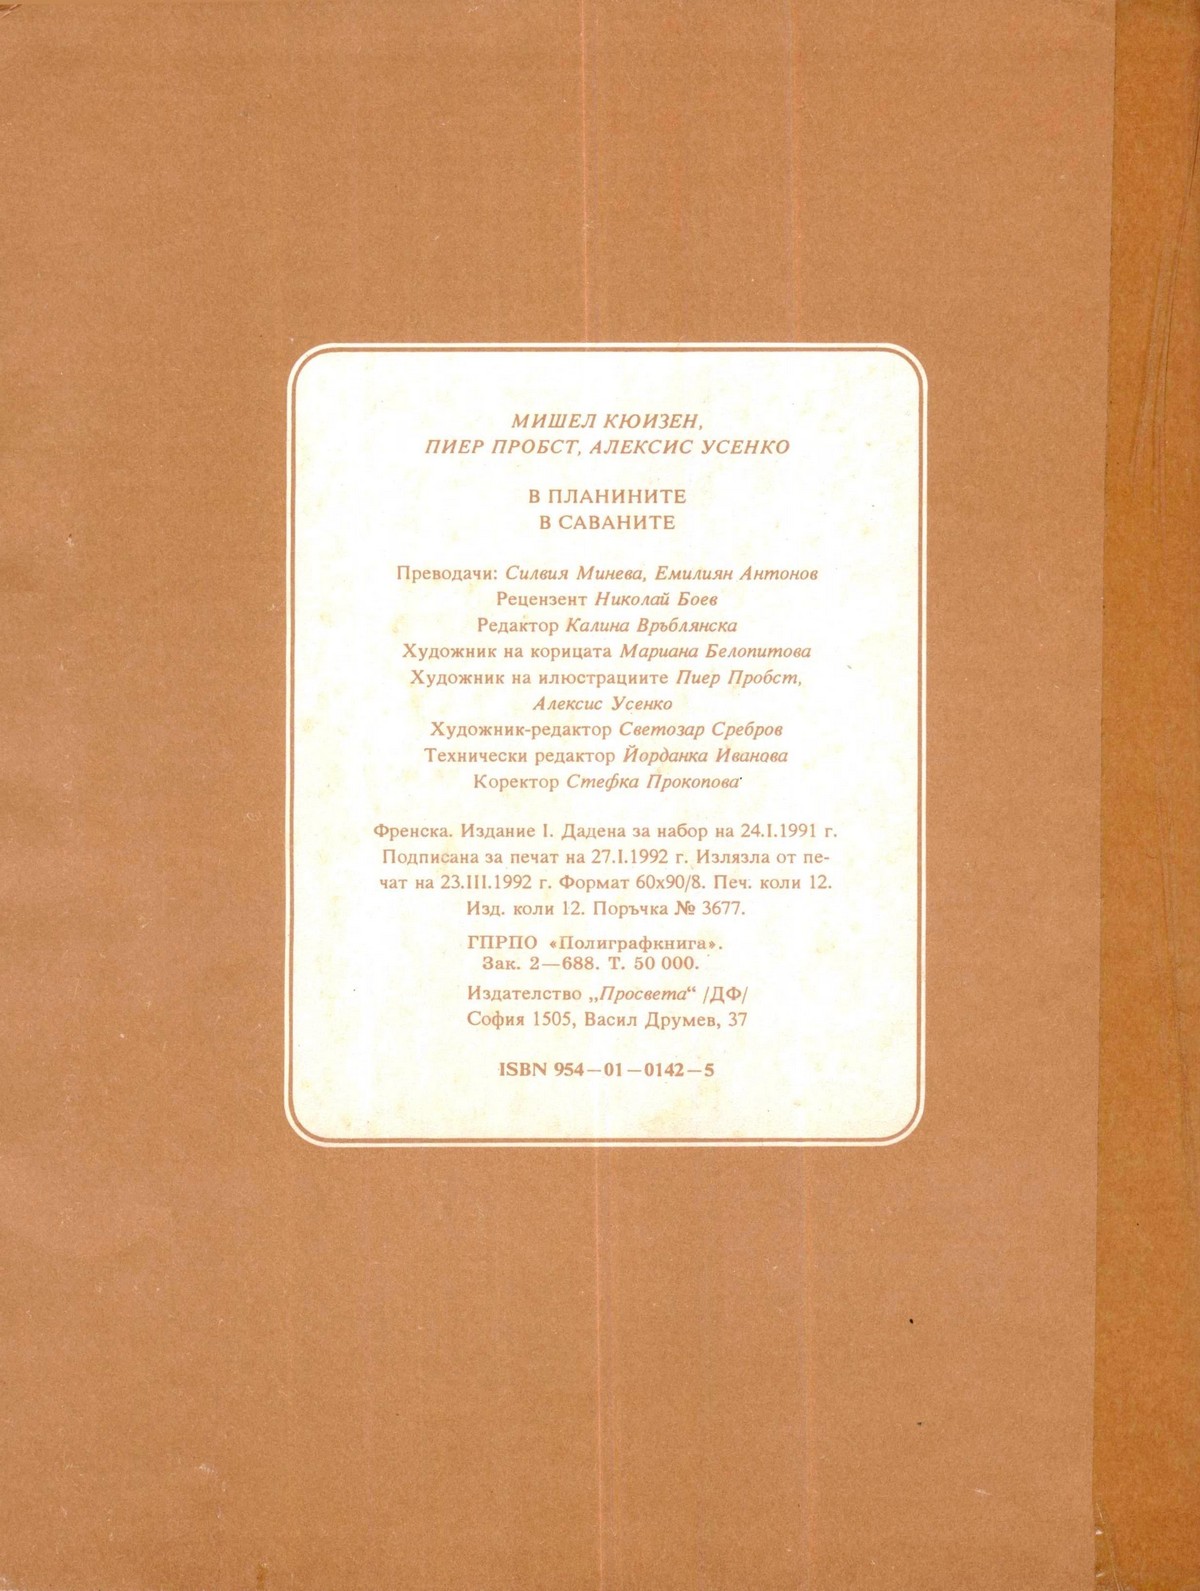 МИШЕЛ КЮИЗЕН,
ПИЕР ПРОБСТ, АЛЕКСИС УСЕНКО
В ПЛАНИНИТЕ
В САВАНИТЕ
Преводачи: Силвия Минева, Емилиян Антонов
Рецензент Николай Боев
Редактор Калина Връблянска
Художник на корицата Мариана Белопитова
Художник на илюстрациите Пиер Пробст,
Алексис Усенко
Художник-редактор Светозар Сребров
Технически редактор Йорданка Иванова
Коректор Стефка Прокопова
Френска. Издание I. Дадена за набор на 24.I.1991 г.
Подписана за печат на 27.I.1992 г. Излязла от пе-
чат на 23.III.1992 г. Формат 60x90/8. Печ. коли 12.
Изд. коли 12. Поръчка № 3677.
ГПРПО «Полиграфкнига».
Зак. 2—688. Т. 50 000.
Издателство „Просвета“ /ДФ/
София 1505, Васил Друмев, 37
ISBN 954—01—0142—5